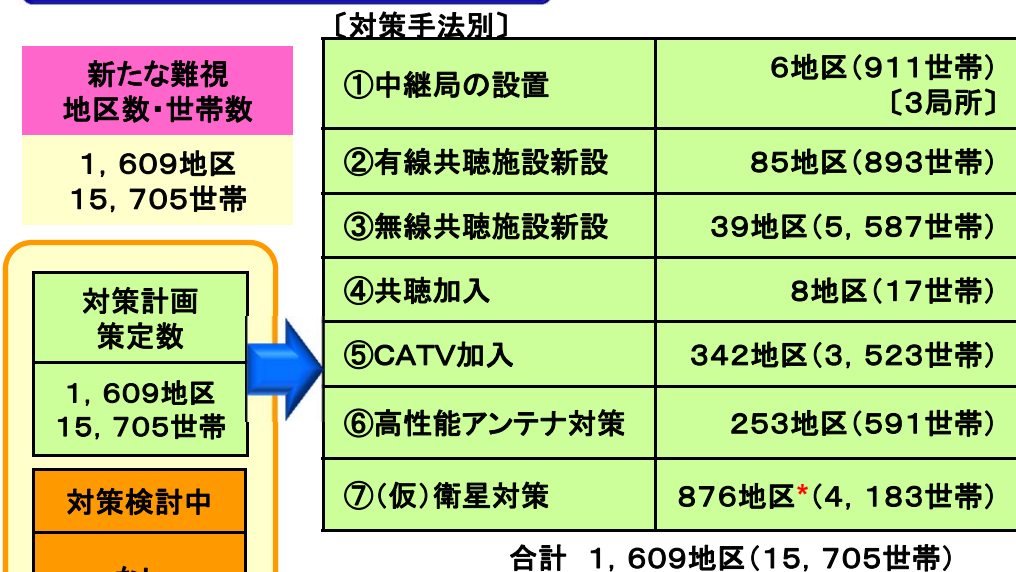 〔対策手法別〕
新たな難視
地区数・世帯数
1，609地区
15，705世帯
対策計画
策定数
1，609地区
15，705世帯
対策検討中
①中継局の設置
6地区（911世帯）
〔3局所〕
②有線共聴施設新設
85地区（893世帯）
③無線共聴施設新設
39地区（5，587世帯）
④共聴加入
8地区（17世帯）
⑤CATV加入
342地区（3，523世帯）
⑥高性能アンテナ対策
253地区（591世帯）
⑦（仮）衛星対策
876地区*（4，183世帯）
合計　1，609地区（15，705世帯）